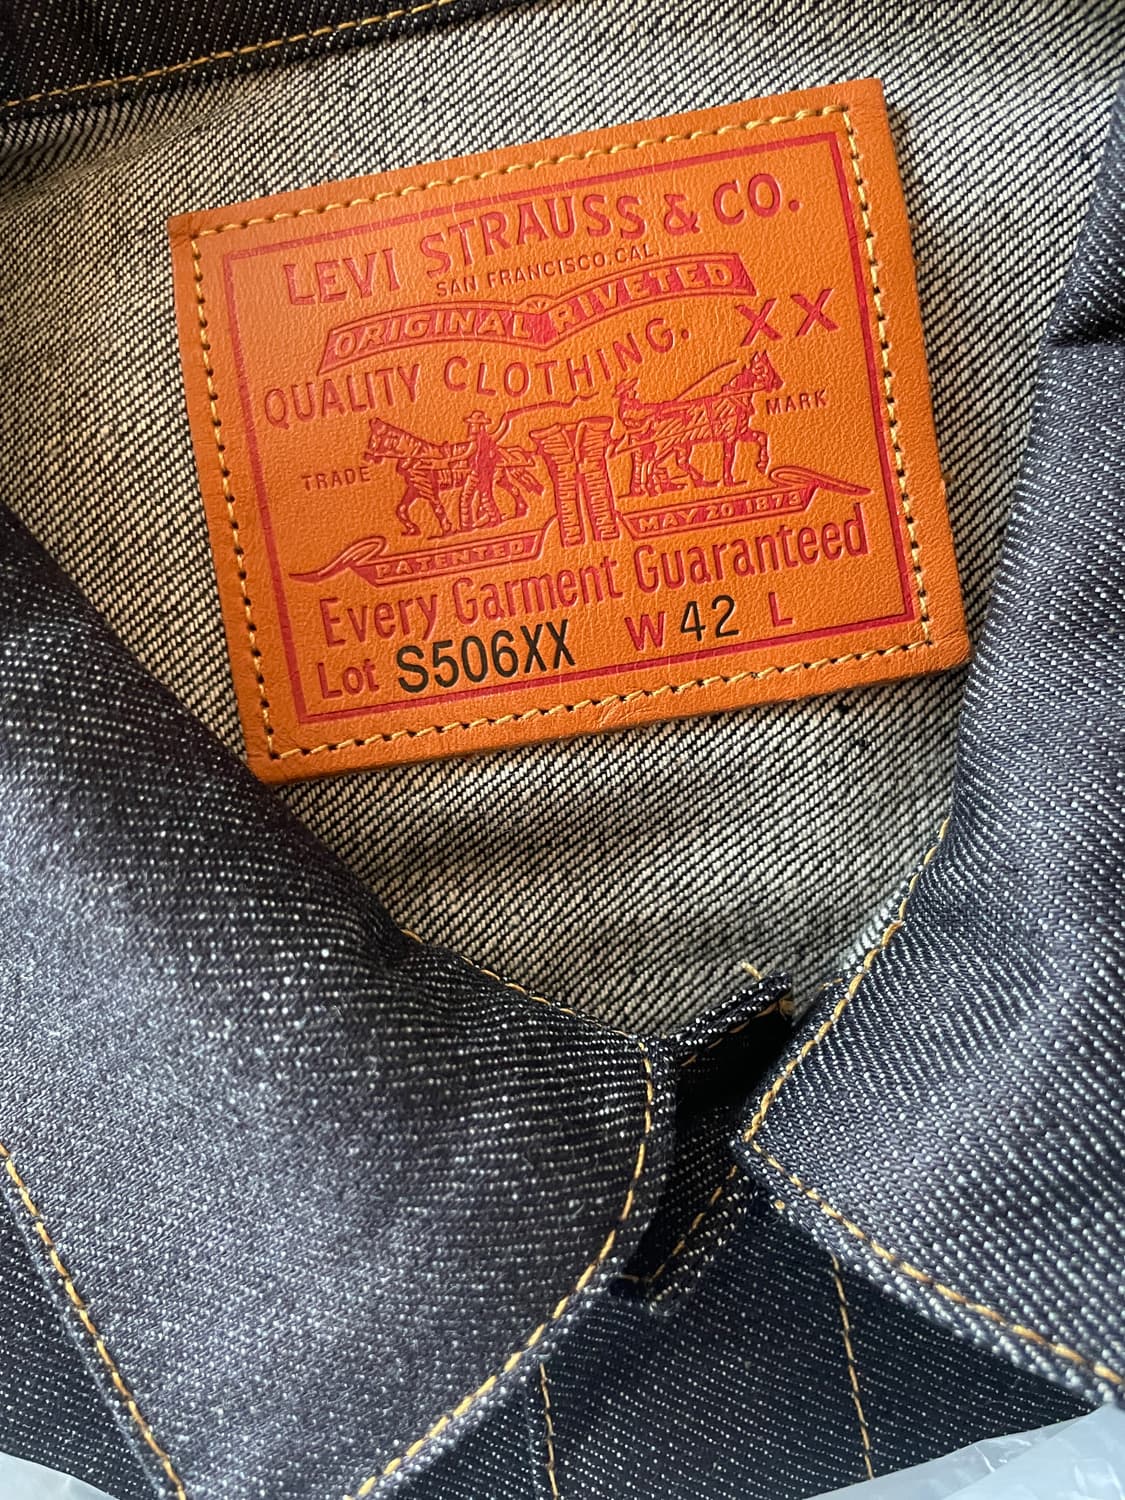 LEVI STRAUSS & CO.
SAN FRANCISCO, CAL.
ORIGINAL RIVETED
QUALITY CLOTHING.
XX
TRADE MARK
PATENTED MAY 20 1873
Every Garment Guaranteed
Lot S506XX W 42 L